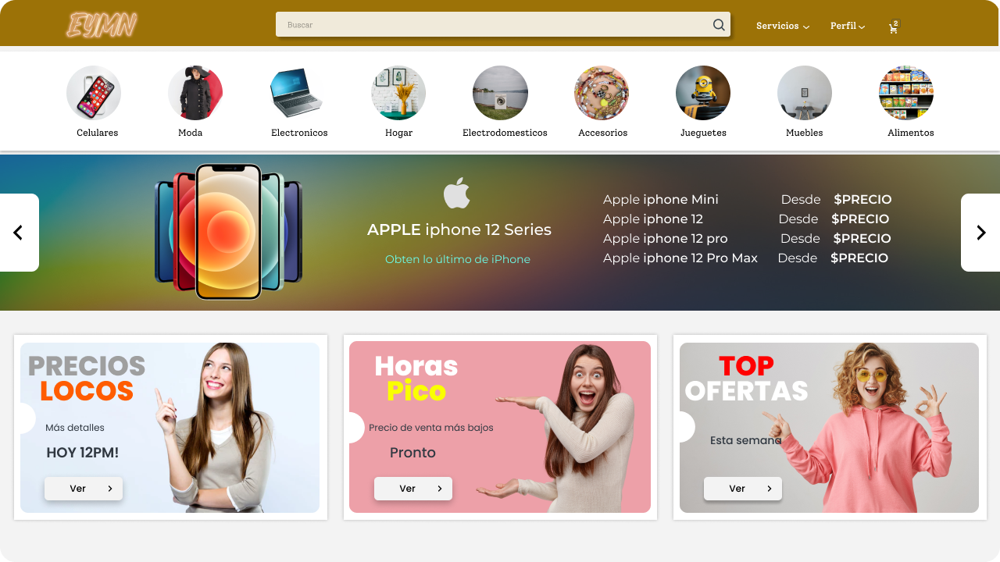 EYMN
Buscar
Servicios
Perfil
2
Celulares
Moda
Electronicos
Hogar
Electrodomesticos
Accesorios
Jueguetes
Muebles
Alimentos
APPLE iphone 12 Series
Obten lo último de iPhone
Apple iphone Mini Desde $PRECIO
Apple iphone 12 Desde $PRECIO
Apple iphone 12 pro Desde $PRECIO
Apple iphone 12 Pro Max Desde $PRECIO
PRECIOS
LOCOS
Más detalles
HOY 12PM!
Ver
Horas
Pico
Precio de venta más bajos
Pronto
Ver
TOP
OFERTAS
Esta semana
Ver